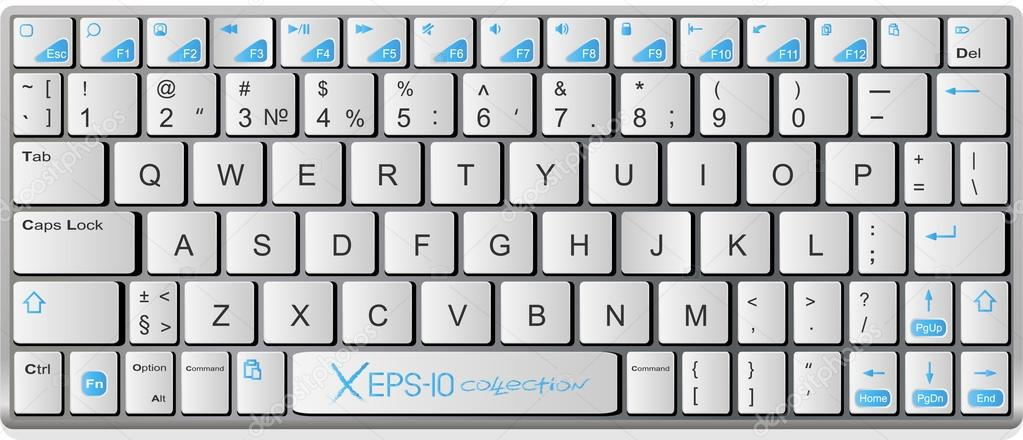 Esc F1 F2 F3 F4 F5 F6 F7 F8 F9 F10 F11 F12 Del
~ [ ! @ # $ % ʌ & * ( ) — 
` ] 1 2 “ 3 № 4 % 5 : 6 ‘ 7 . 8 ; 9 0 –
Tab Q W E R T Y U I O P + = | \
Caps Lock A S D F G H J K L : ;
± < § > Z X C V B N M < , > . ? / PgUp
Ctrl Fn Option Alt Command XEPS-10 collection Command { [ } ] “ ‘ Home PgDn End
depositphotos